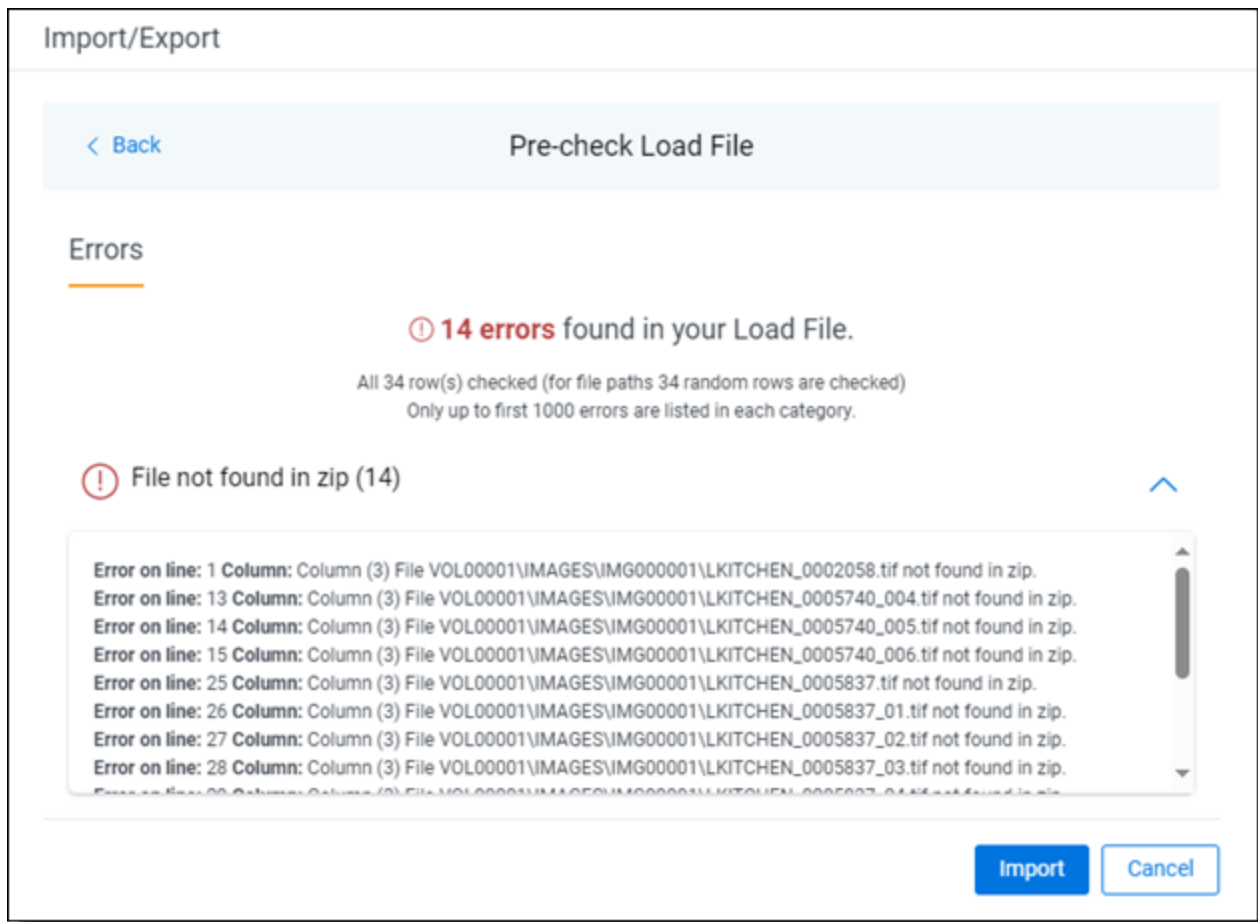 Import/Export
Back
Pre-check Load File
Errors
14 errors found in your Load File.
All 34 row(s) checked (for file paths 34 random rows are checked)
Only up to first 1000 errors are listed in each category.
File not found in zip (14)
Error on line: 1 Column: Column (3) File VOL00001\IMAGES\IMG000001\LKITCHEN_0002058.tif not found in zip.
Error on line: 13 Column: Column (3) File VOL00001\IMAGES\IMG00001\LKITCHEN_0005740_004.tif not found in zip.
Error on line: 14 Column: Column (3) File VOL00001\IMAGES\IMG00001\LKITCHEN_0005740_005.tif not found in zip.
Error on line: 15 Column: Column (3) File VOL00001\IMAGES\IMG00001\LKITCHEN_0005740_006.tif not found in zip.
Error on line: 25 Column: Column (3) File VOL00001\IMAGES\IMG00001\LKITCHEN_0005837.tif not found in zip.
Error on line: 26 Column: Column (3) File VOL00001\IMAGES\IMG00001\LKITCHEN_0005837_01.tif not found in zip.
Error on line: 27 Column: Column (3) File VOL00001\IMAGES\IMG00001\LKITCHEN_0005837_02.tif not found in zip.
Error on line: 28 Column: Column (3) File VOL00001\IMAGES\IMG00001\LKITCHEN_0005837_03.tif not found in zip.
Import
Cancel